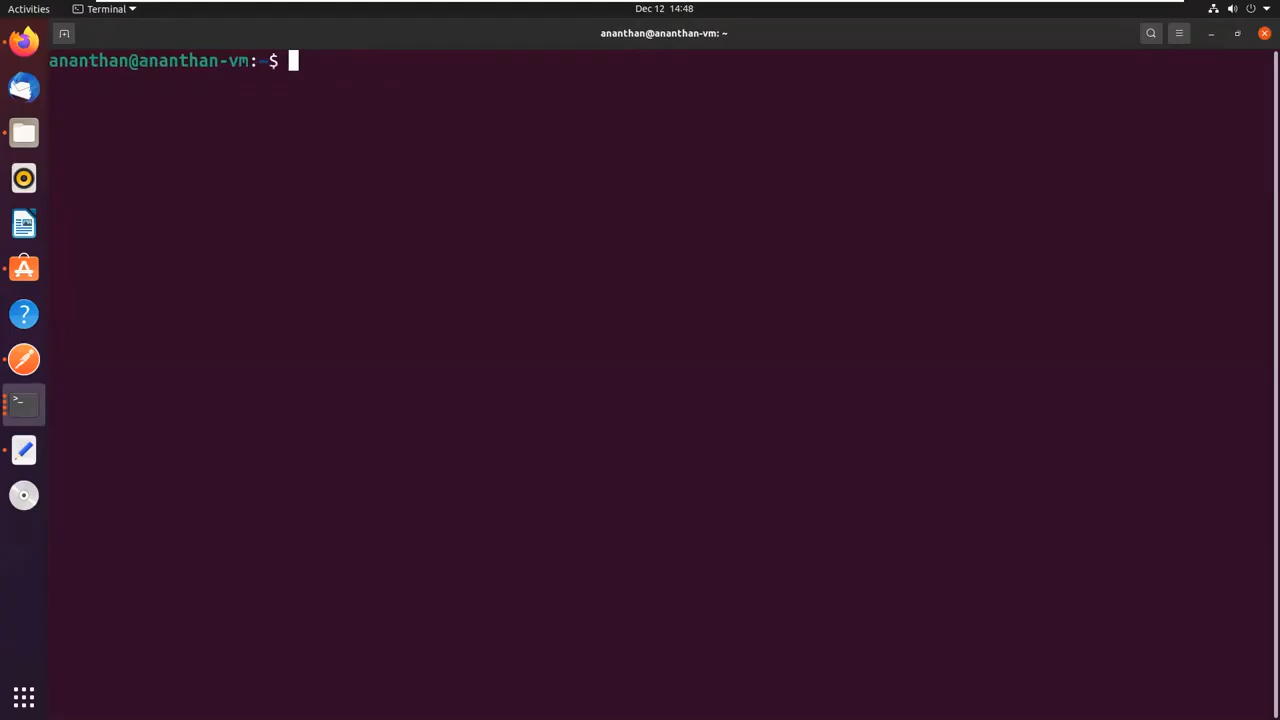 Activities
Terminal
Dec 12 14:48
ananthan@ananthan-vm: ~
ananthan@ananthan-vm:~$